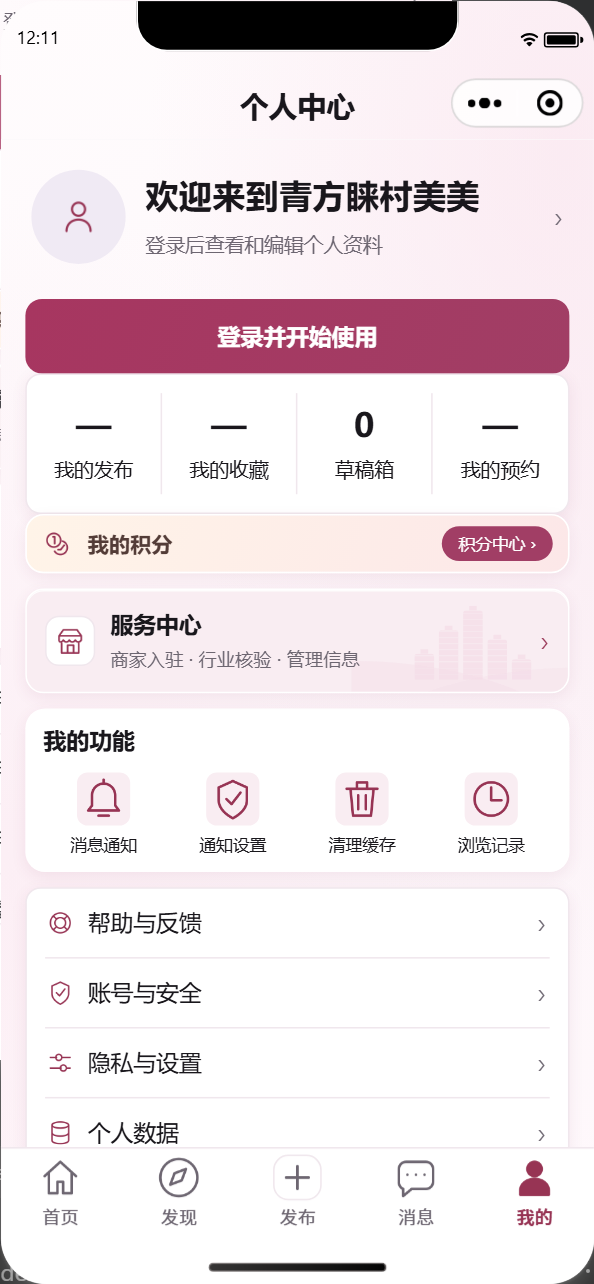 12:11
个人中心
欢迎来到青方睐村美美
登录后查看和编辑个人资料
登录并开始使用
— — 0 —
我的发布 我的收藏 草稿箱 我的预约
我的积分 积分中心 ›
服务中心
商家入驻 · 行业核验 · 管理信息
我的功能
消息通知 通知设置 清理缓存 浏览记录
帮助与反馈
账号与安全
隐私与设置
个人数据
首页 发现 发布 消息 我的